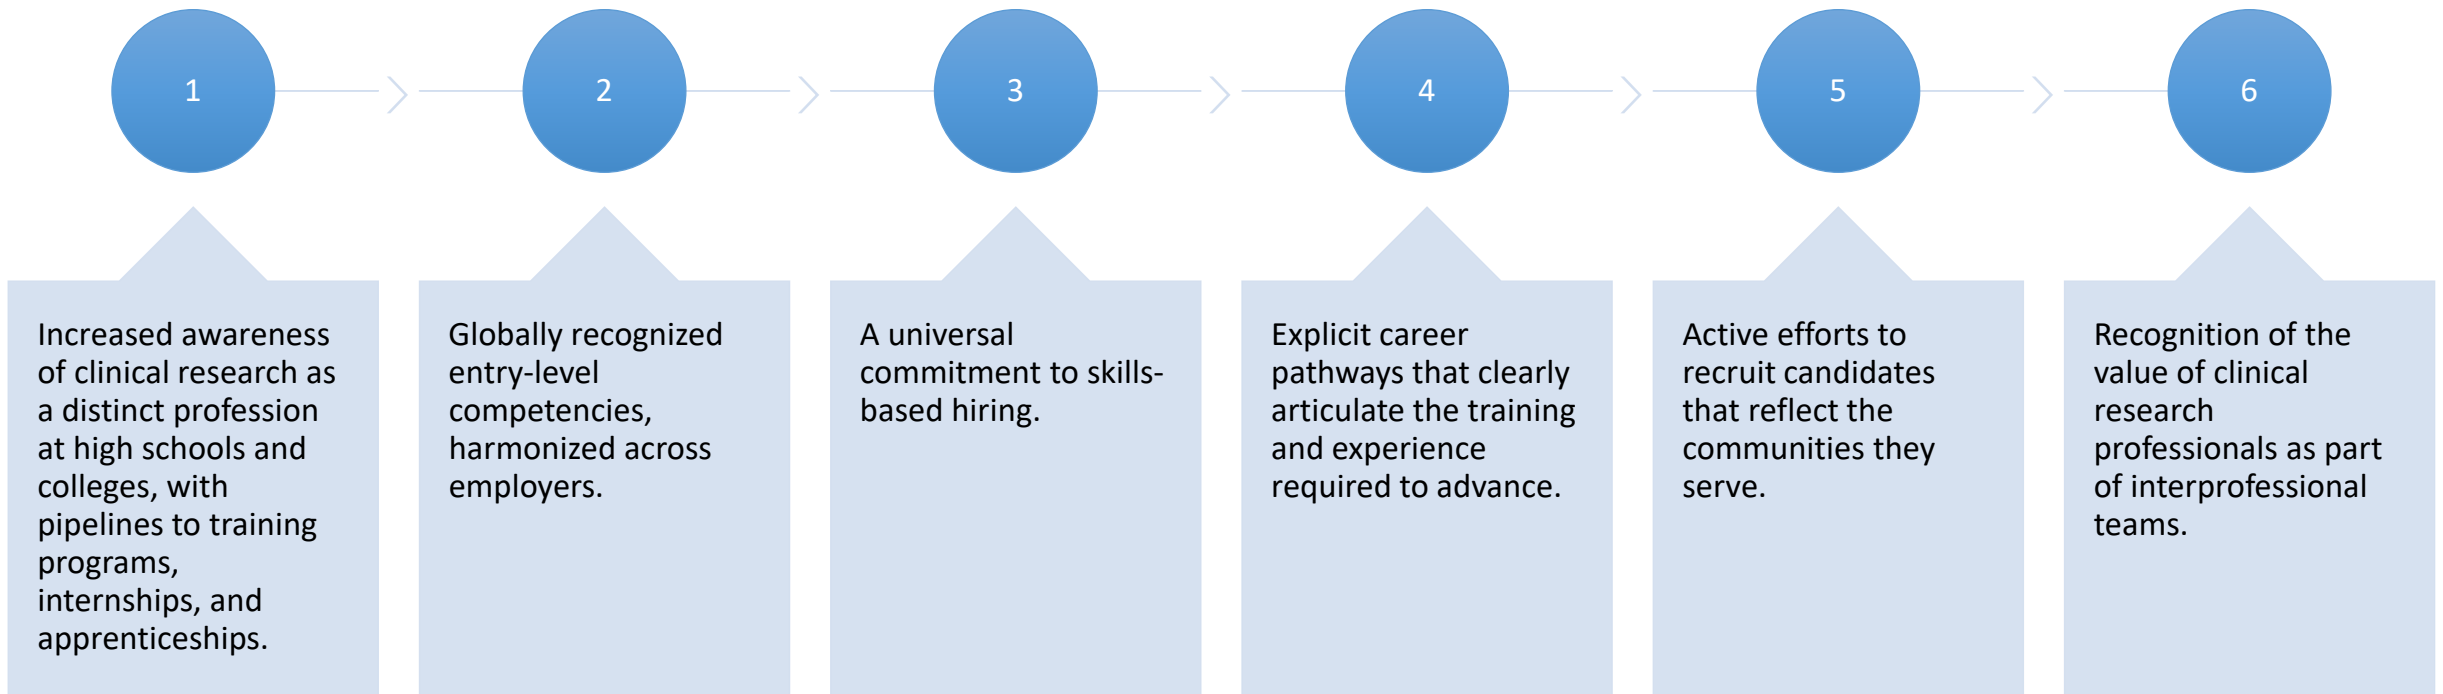 1
2
3
4
5
6
Increased awareness
of clinical research as
a distinct profession
at high schools and
colleges, with
pipelines to training
programs,
internships, and
apprenticeships.
Globally recognized
entry-level
competencies,
harmonized across
employers.
A universal
commitment to skills-
based hiring.
Explicit career
pathways that clearly
articulate the training
and experience
required to advance.
Active efforts to
recruit candidates
that reflect the
communities they
serve.
Recognition of the
value of clinical
research
professionals as part
of interprofessional
teams.